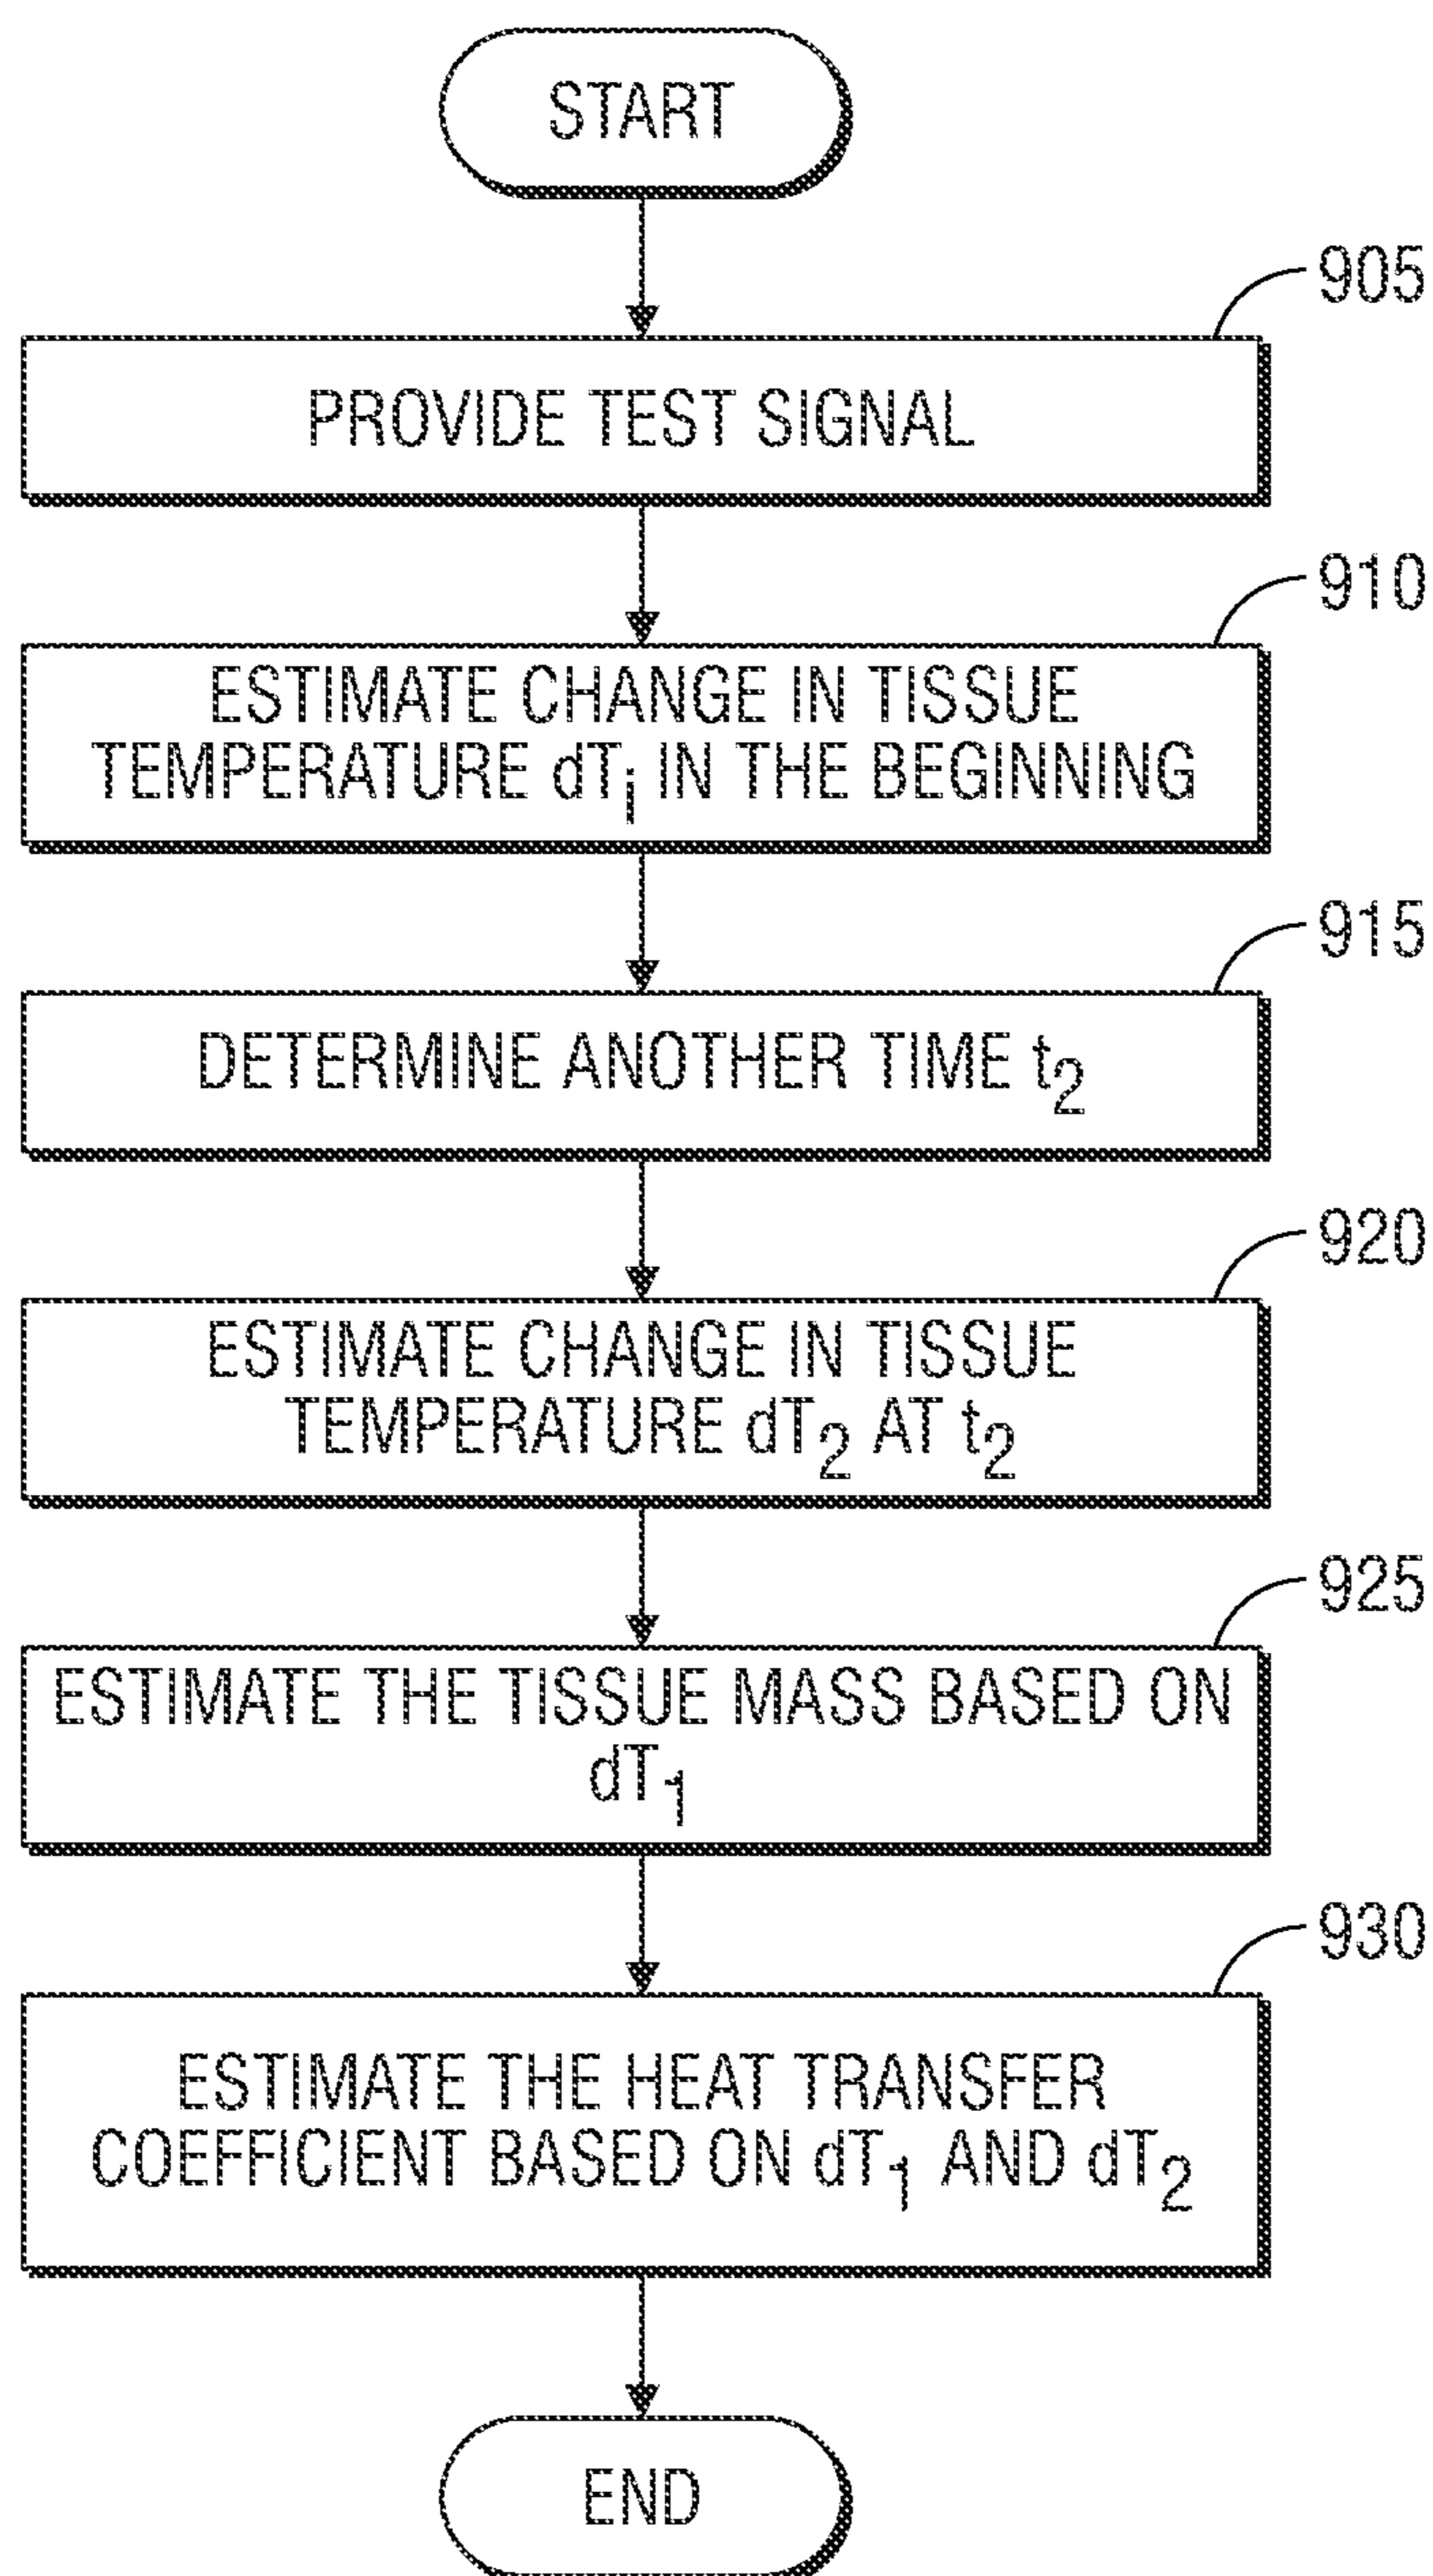 START
905
PROVIDE TEST SIGNAL
910
ESTIMATE CHANGE IN TISSUE
TEMPERATURE dTi IN THE BEGINNING
915
DETERMINE ANOTHER TIME t2
920
ESTIMATE CHANGE IN TISSUE
TEMPERATURE dT2 AT t2
925
ESTIMATE THE TISSUE MASS BASED ON
dT1
930
ESTIMATE THE HEAT TRANSFER
COEFFICIENT BASED ON dT1 AND dT2
END